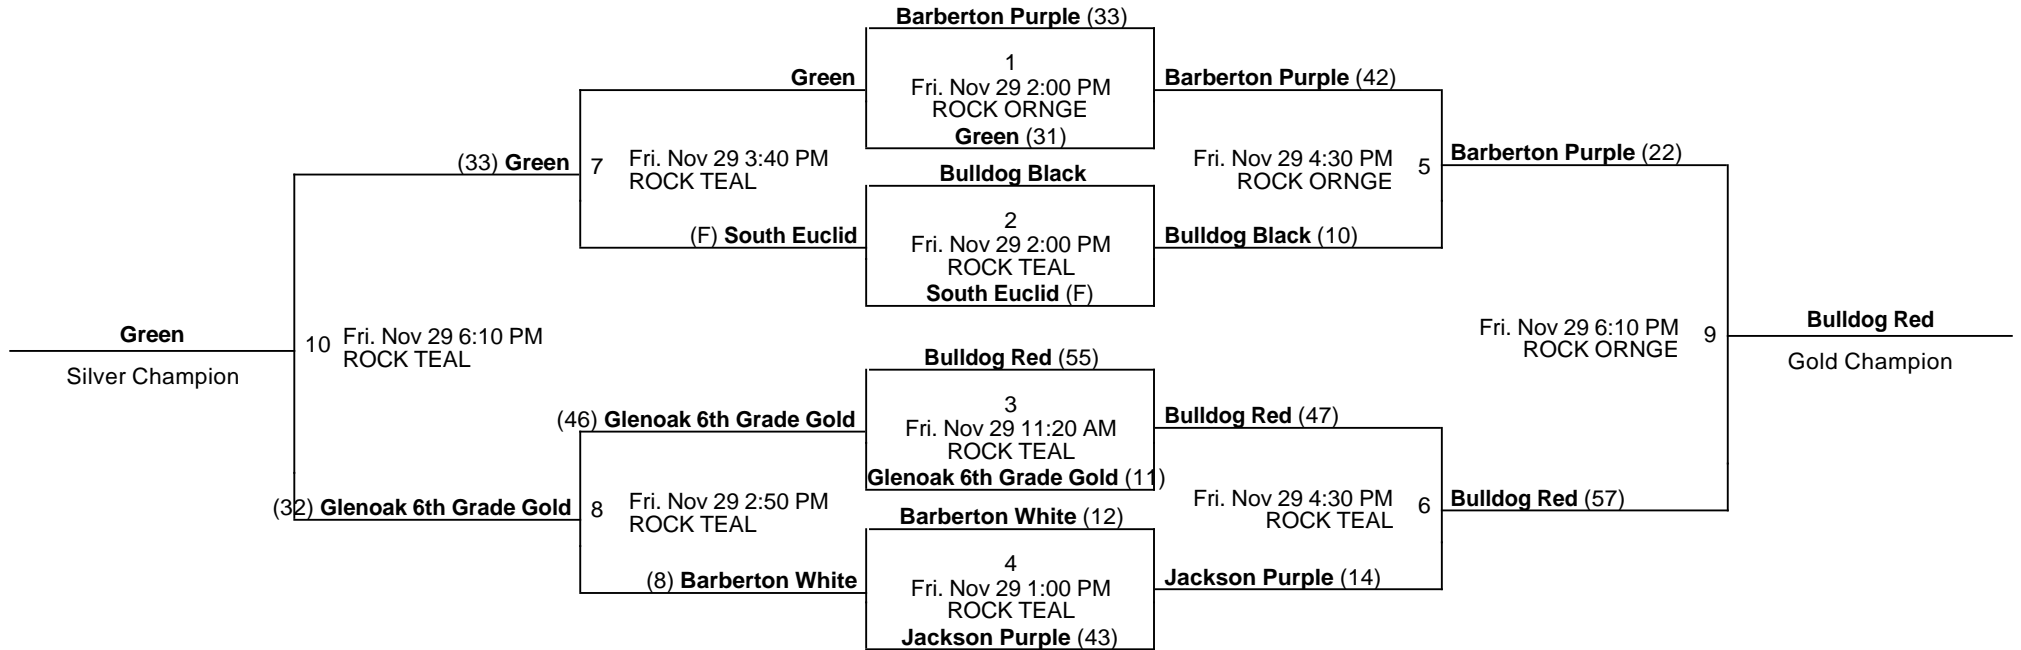 Barberton Purple (33)
1
Fri. Nov 29 2:00 PM
ROCK ORNGE
Green (31)
Green
Barberton Purple (42)
(33) Green
7
Fri. Nov 29 3:40 PM
ROCK TEAL
Fri. Nov 29 4:30 PM
ROCK ORNGE
5
Barberton Purple (22)
Bulldog Black
2
Fri. Nov 29 2:00 PM
ROCK TEAL
South Euclid (F)
(F) South Euclid
Bulldog Black (10)
Green
Silver Champion
10
Fri. Nov 29 6:10 PM
ROCK TEAL
Fri. Nov 29 6:10 PM
ROCK ORNGE
9
Bulldog Red
Gold Champion
Bulldog Red (55)
3
Fri. Nov 29 11:20 AM
ROCK TEAL
Glenoak 6th Grade Gold (11)
(46) Glenoak 6th Grade Gold
Bulldog Red (47)
(32) Glenoak 6th Grade Gold
8
Fri. Nov 29 2:50 PM
ROCK TEAL
Fri. Nov 29 4:30 PM
ROCK TEAL
6
Bulldog Red (57)
Barberton White (12)
4
Fri. Nov 29 1:00 PM
ROCK TEAL
Jackson Purple (43)
(8) Barberton White
Jackson Purple (14)